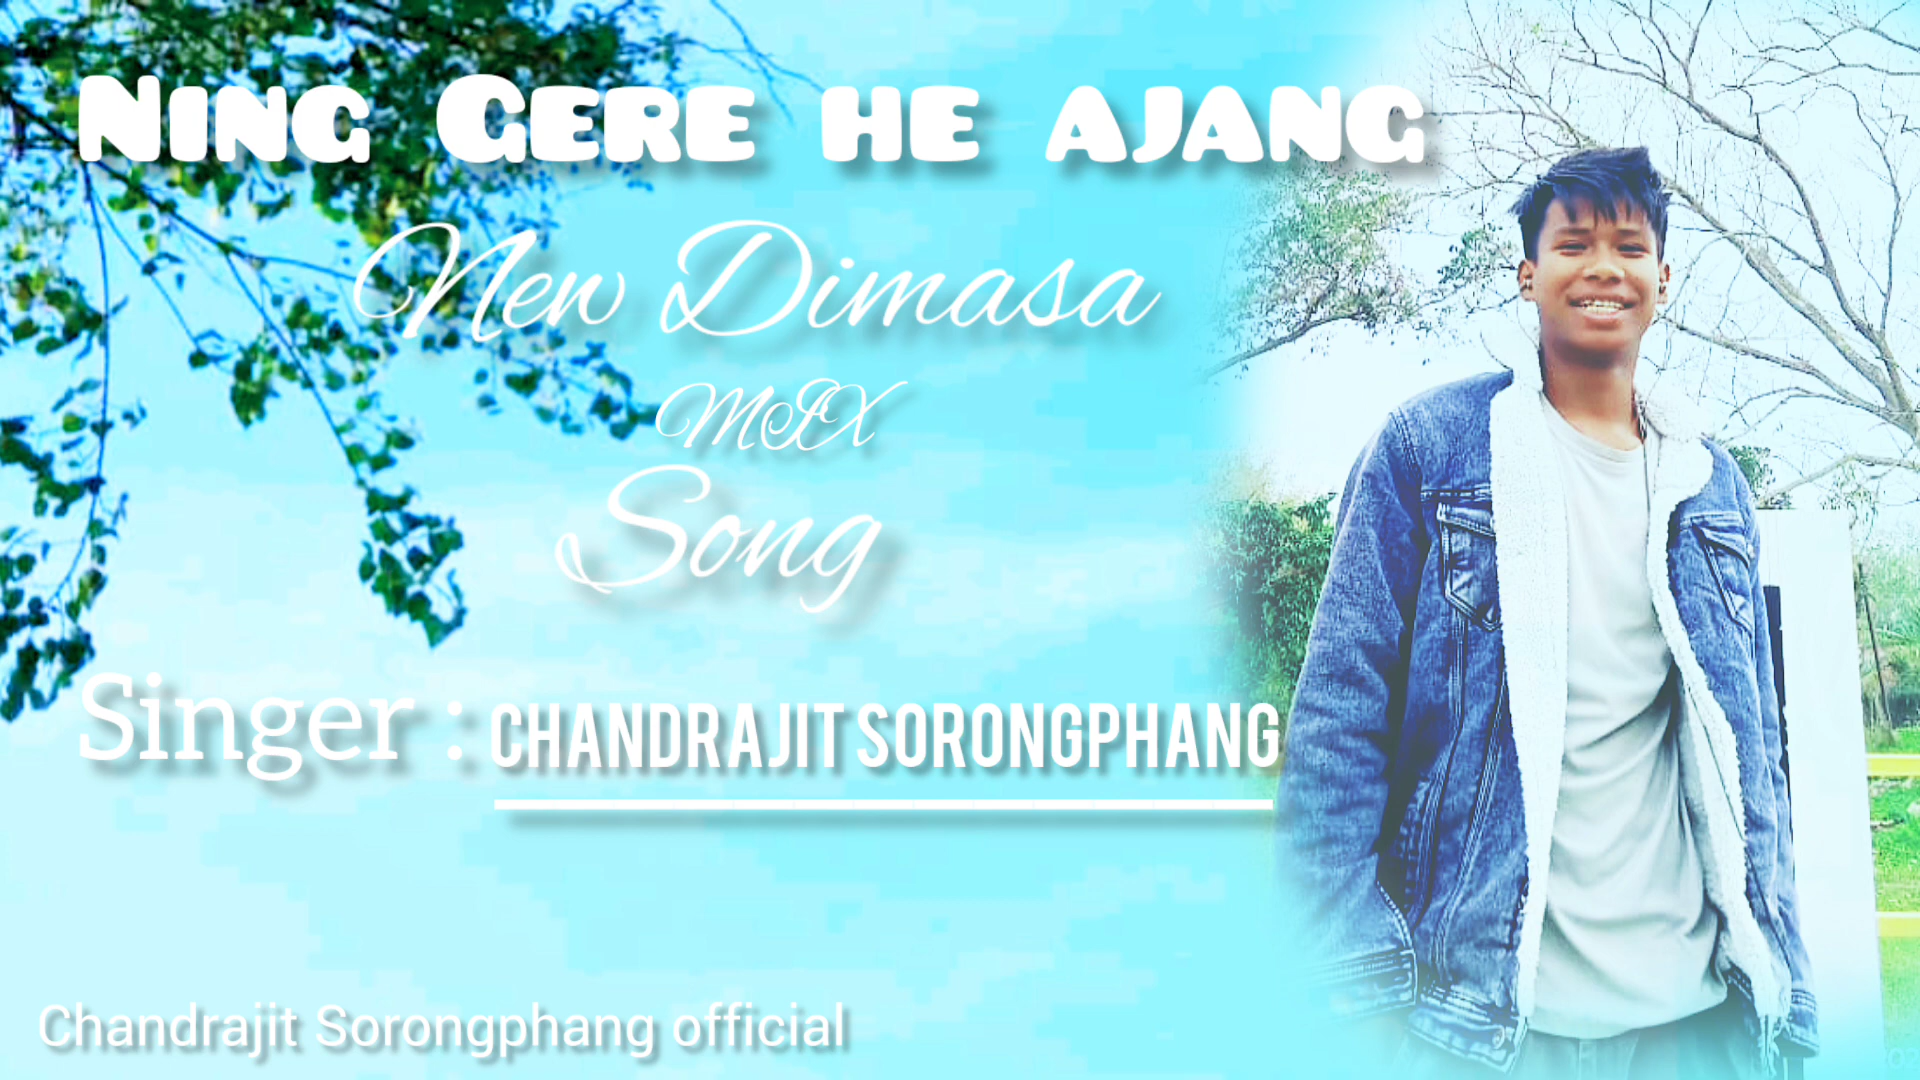 NING GERE HE AJANG
New Dimasa
MIX
Song
Singer : CHANDRAJIT SORONGPHANG
Chandrajit Sorongphang official